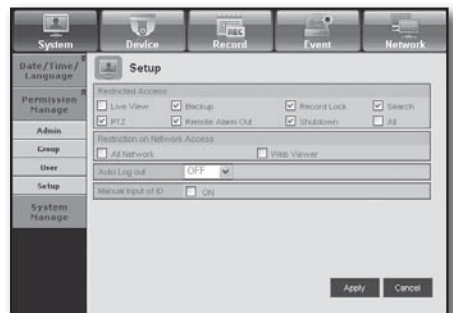 System Device Record Event Network
REC
Date/Time/
Language
Setup
Permission
Manage
Admin
Group
User
Setup
System
Manage
Restricted Access
Live View Backup Record Lock Search
PTZ Remote Alarm Out Shutdown All
Restriction on Network Access
All Network Web Viewer
Auto Log out OFF
Manual Input of ID ON
Apply Cancel